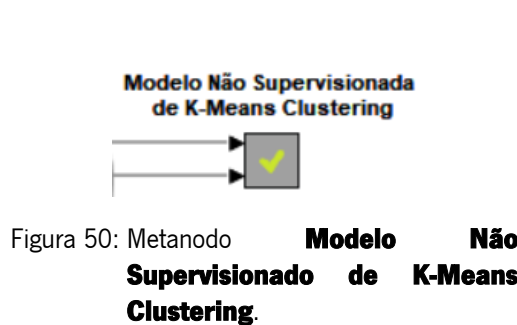 Modelo Não Supervisionada
de K-Means Clustering
Figura 50: Metanodo Modelo Não
Supervisionado de K-Means
Clustering.